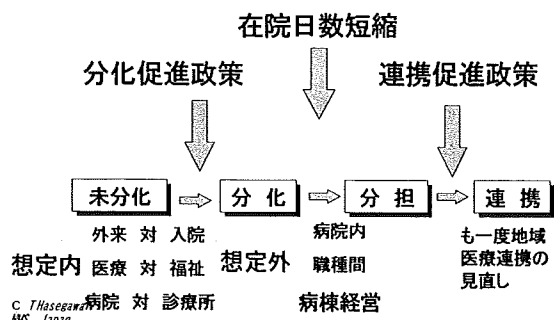 在院日数短縮
分化促進政策
連携促進政策
未分化
分化
分担
連携
外来 対 入院
想定内 医療 対 福祉
病院 対 診療所
想定外
病院内
職種間
病棟経営
も一度地域
医療連携の
見直し
C THasegawa
Japan